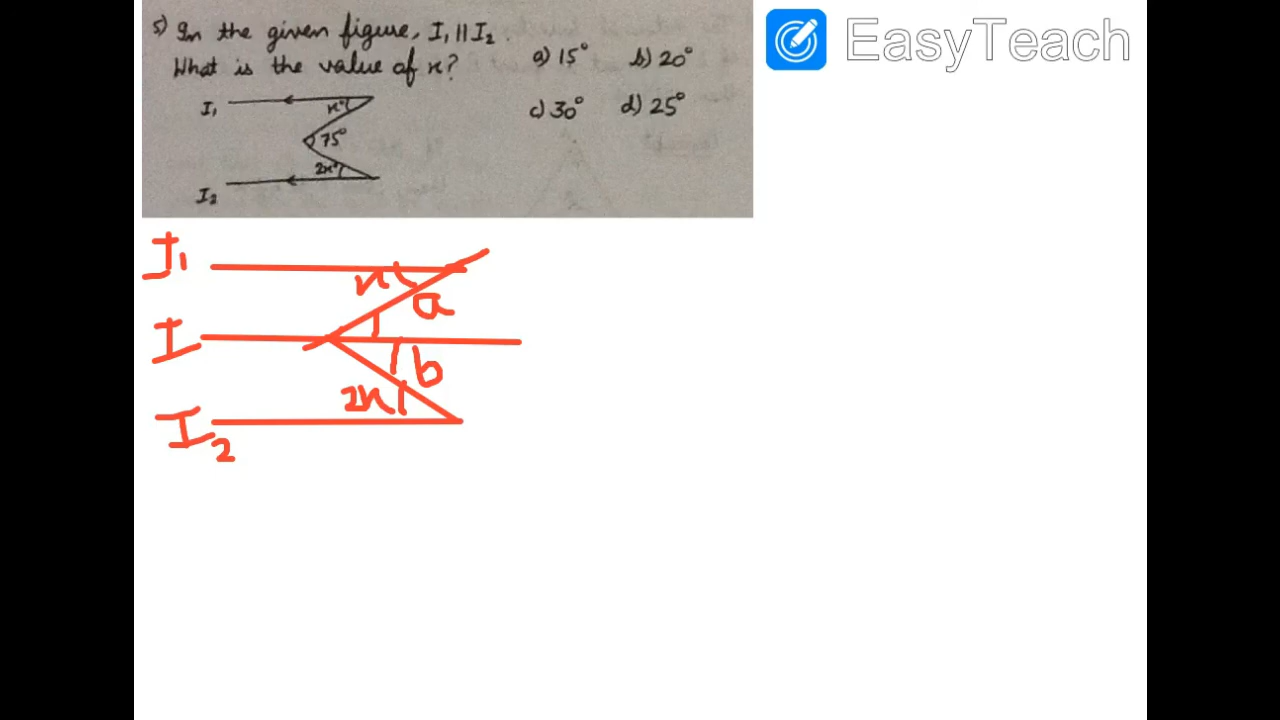 5) In the given figure, I₁ || I₂.
What is the value of x?
a) 15° b) 20°
c) 30° d) 25°
I₁
x°
75°
2x°
I₂
EasyTeach
I₁
x
a
I
b
2x
I₂